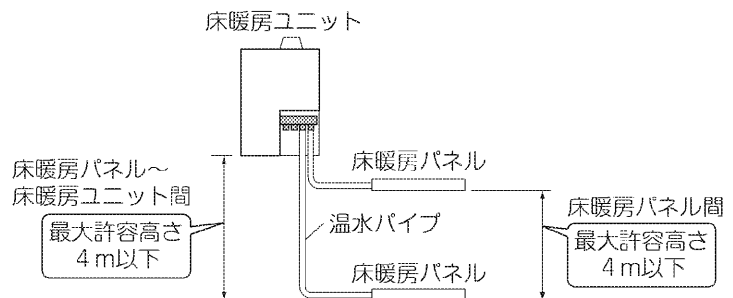 床暖房ユニット
床暖房パネル～
床暖房ユニット間
最大許容高さ
4m以下
床暖房パネル
温水パイプ
床暖房パネル
床暖房パネル間
最大許容高さ
4m以下